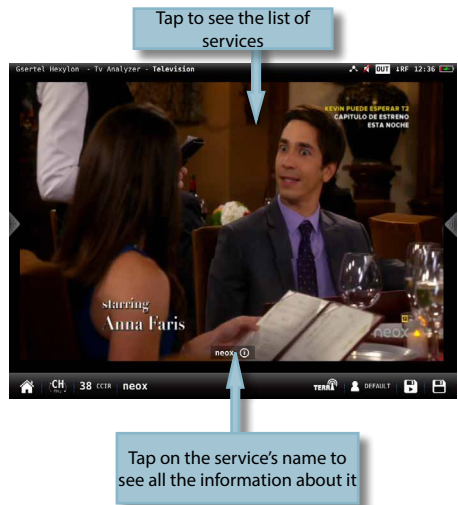 Tap to see the list of
services
Gsertel Hexylon - Tv Analyzer - Television
OUT ↓RF 12:36
KEVIN PUEDE ESPERAR T2
CAPITULO DE ESTRENO
ESTA NOCHE
starring
Anna Faris
neox
neox
CH
38 CCIR neox
TERR
DEFAULT
Tap on the service's name to
see all the information about it